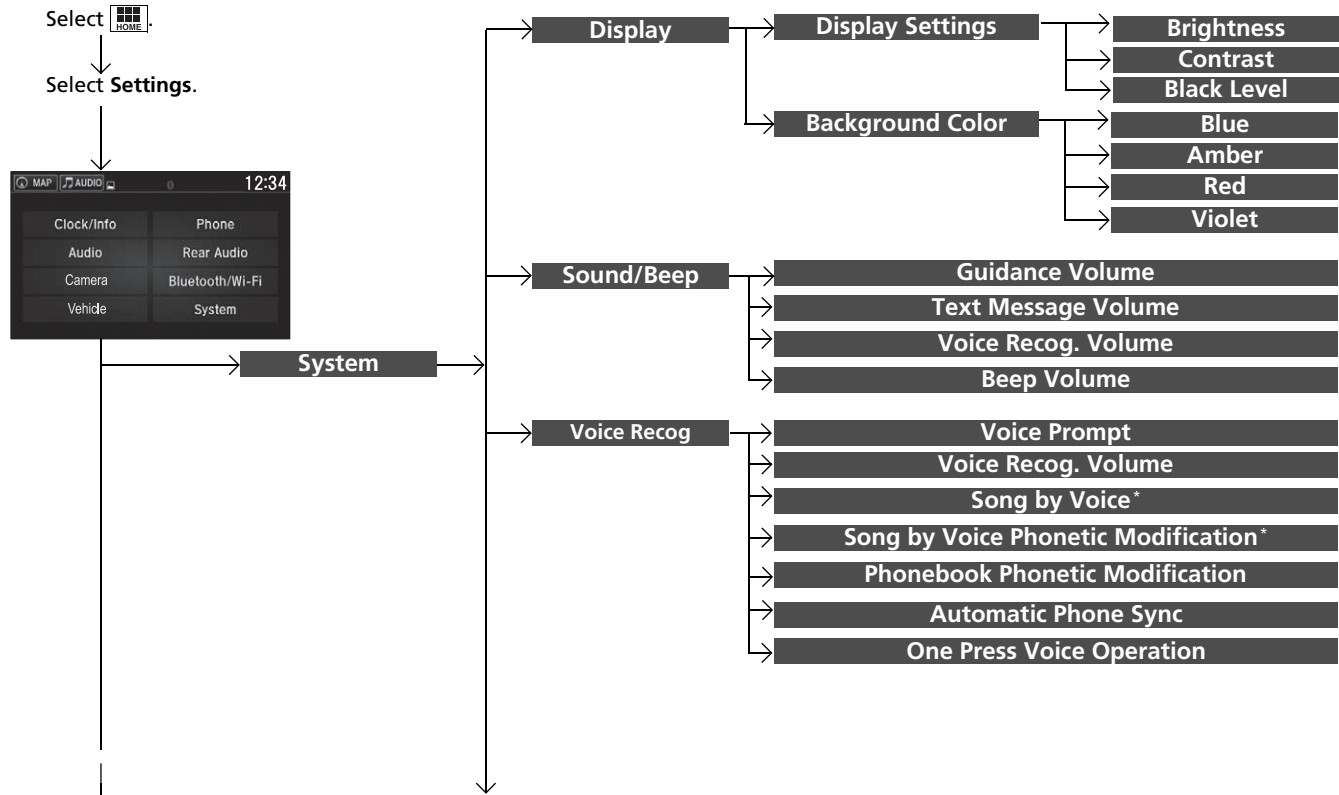 Select HOME.
Select Settings.
MAP AUDIO 12:34
Clock/Info Phone
Audio Rear Audio
Camera Bluetooth/Wi-Fi
Vehicle System
System
Display
Display Settings
Brightness
Contrast
Black Level
Background Color
Blue
Amber
Red
Violet
Sound/Beep
Guidance Volume
Text Message Volume
Voice Recog. Volume
Beep Volume
Voice Recog
Voice Prompt
Voice Recog. Volume
Song by Voice*
Song by Voice Phonetic Modification*
Phonebook Phonetic Modification
Automatic Phone Sync
One Press Voice Operation